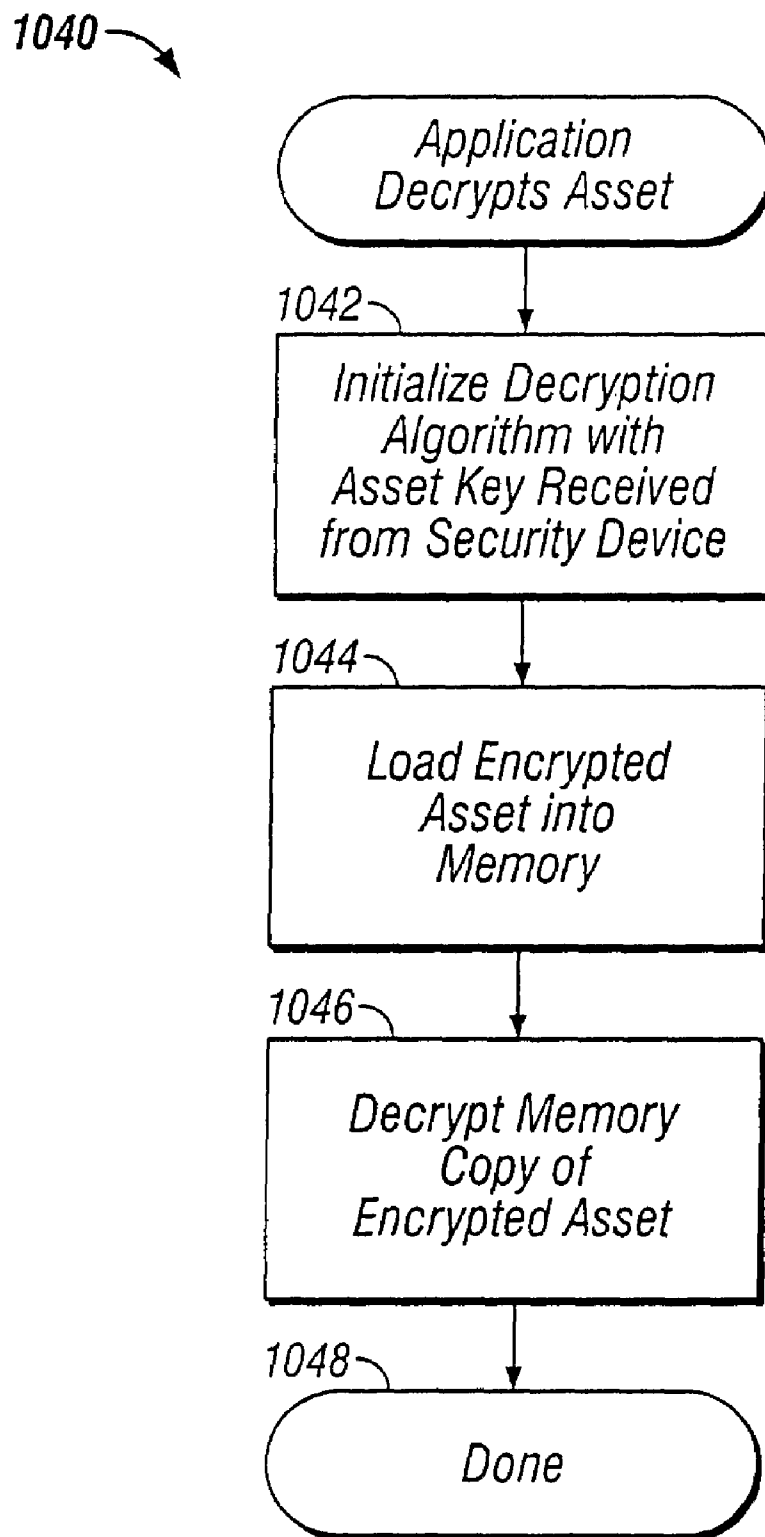 1040
Application
Decrypts Asset
1042
Initialize Decryption
Algorithm with
Asset Key Received
from Security Device
1044
Load Encrypted
Asset into
Memory
1046
Decrypt Memory
Copy of
Encrypted Asset
1048
Done